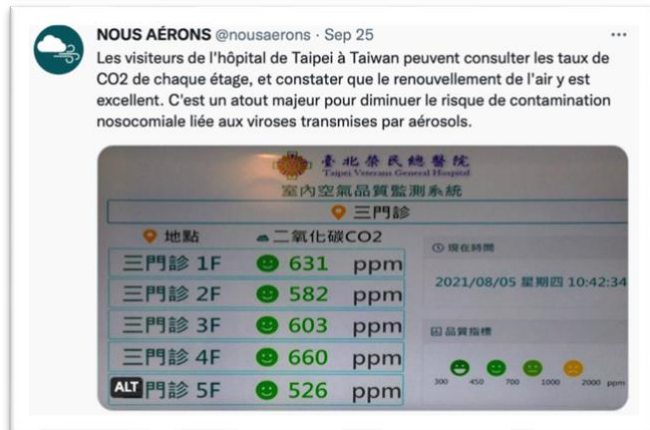 NOUS AÉRONS @nousaerons · Sep 25
Les visiteurs de l'hôpital de Taipei à Taiwan peuvent consulter les taux de
CO2 de chaque étage, et constater que le renouvellement de l'air y est
excellent. C'est un atout majeur pour diminuer le risque de contamination
nosocomiale liée aux viroses transmises par aérosols.
臺北榮民總醫院
Taipei Veterans General Hospital
室內空氣品質監測系統
三門診
地點 二氧化碳CO2
現在時間
三門診 1F 631 ppm
2021/08/05 星期四 10:42:34
三門診 2F 582 ppm
三門診 3F 603 ppm
品質指標
三門診 4F 660 ppm
300 450 700 1000 2000 ppm
ALT門診 5F 526 ppm